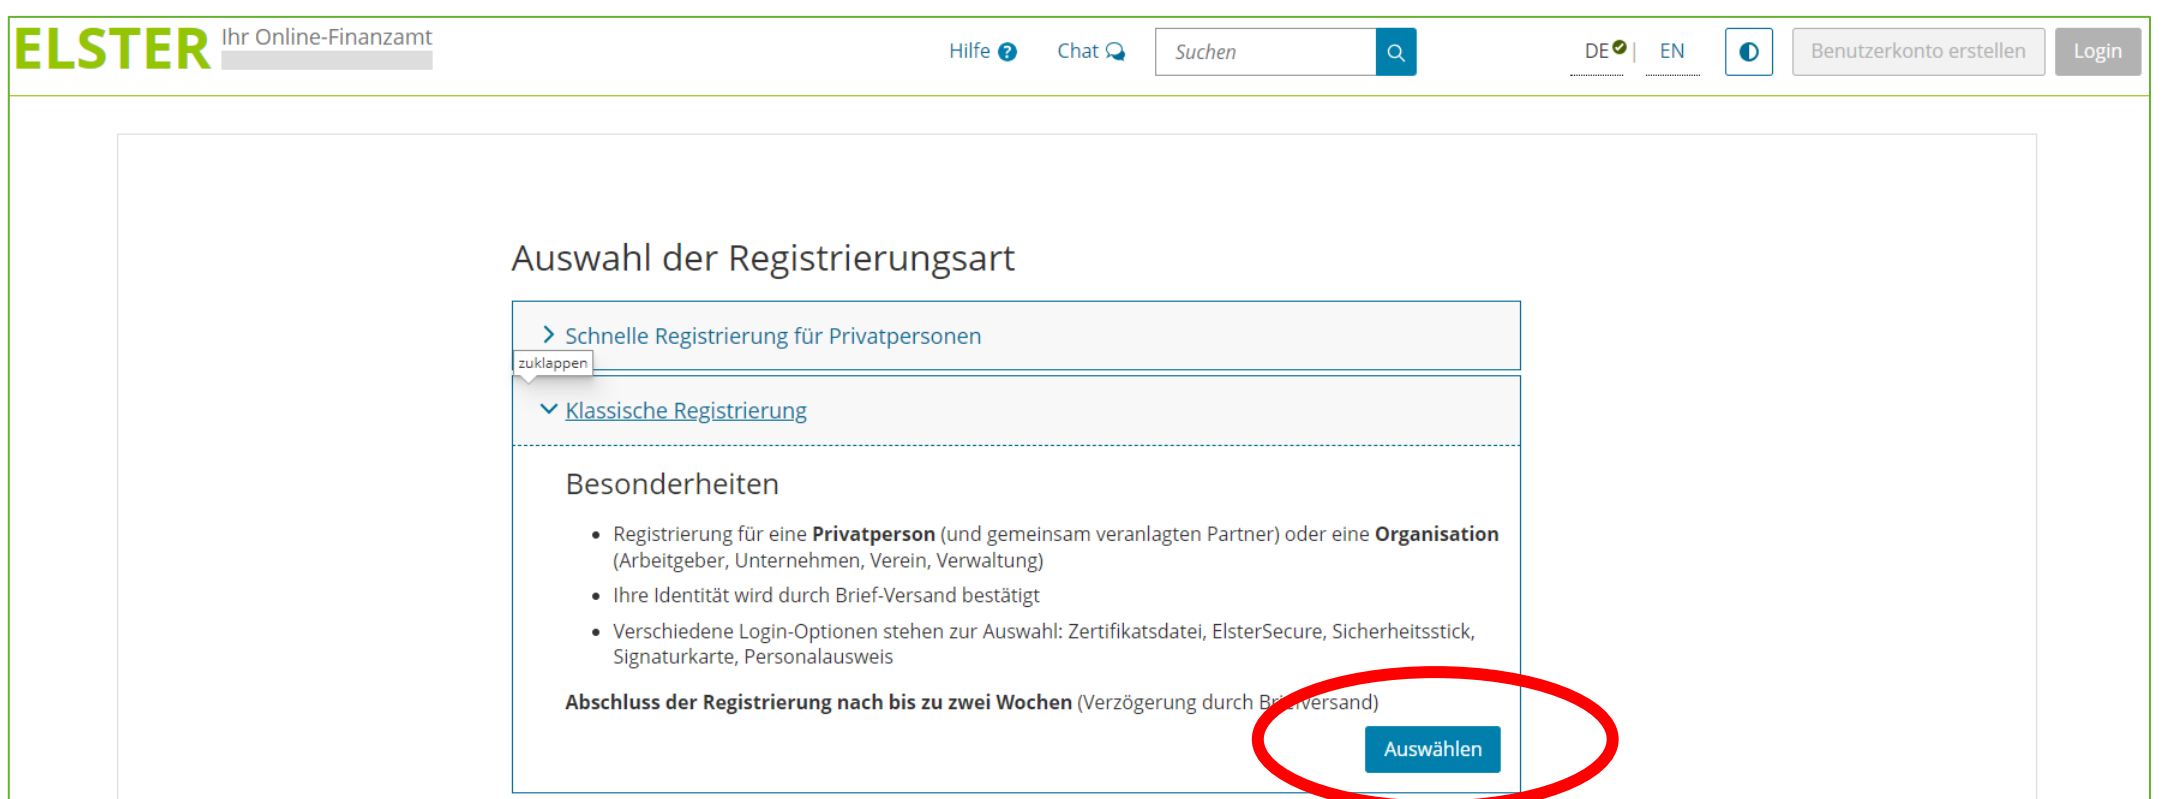 ELSTER Ihr Online-Finanzamt
Hilfe ? Chat Suchen DE | EN Benutzerkonto erstellen Login
Auswahl der Registrierungsart
Schnelle Registrierung für Privatpersonen
zuklappen
Klassische Registrierung
Besonderheiten
• Registrierung für eine Privatperson (und gemeinsam veranlagten Partner) oder eine Organisation
(Arbeitgeber, Unternehmen, Verein, Verwaltung)
• Ihre Identität wird durch Brief-Versand bestätigt
• Verschiedene Login-Optionen stehen zur Auswahl: Zertifikatsdatei, ElsterSecure, Sicherheitsstick,
Signaturkarte, Personalausweis
Abschluss der Registrierung nach bis zu zwei Wochen (Verzögerung durch Briefversand)
Auswählen